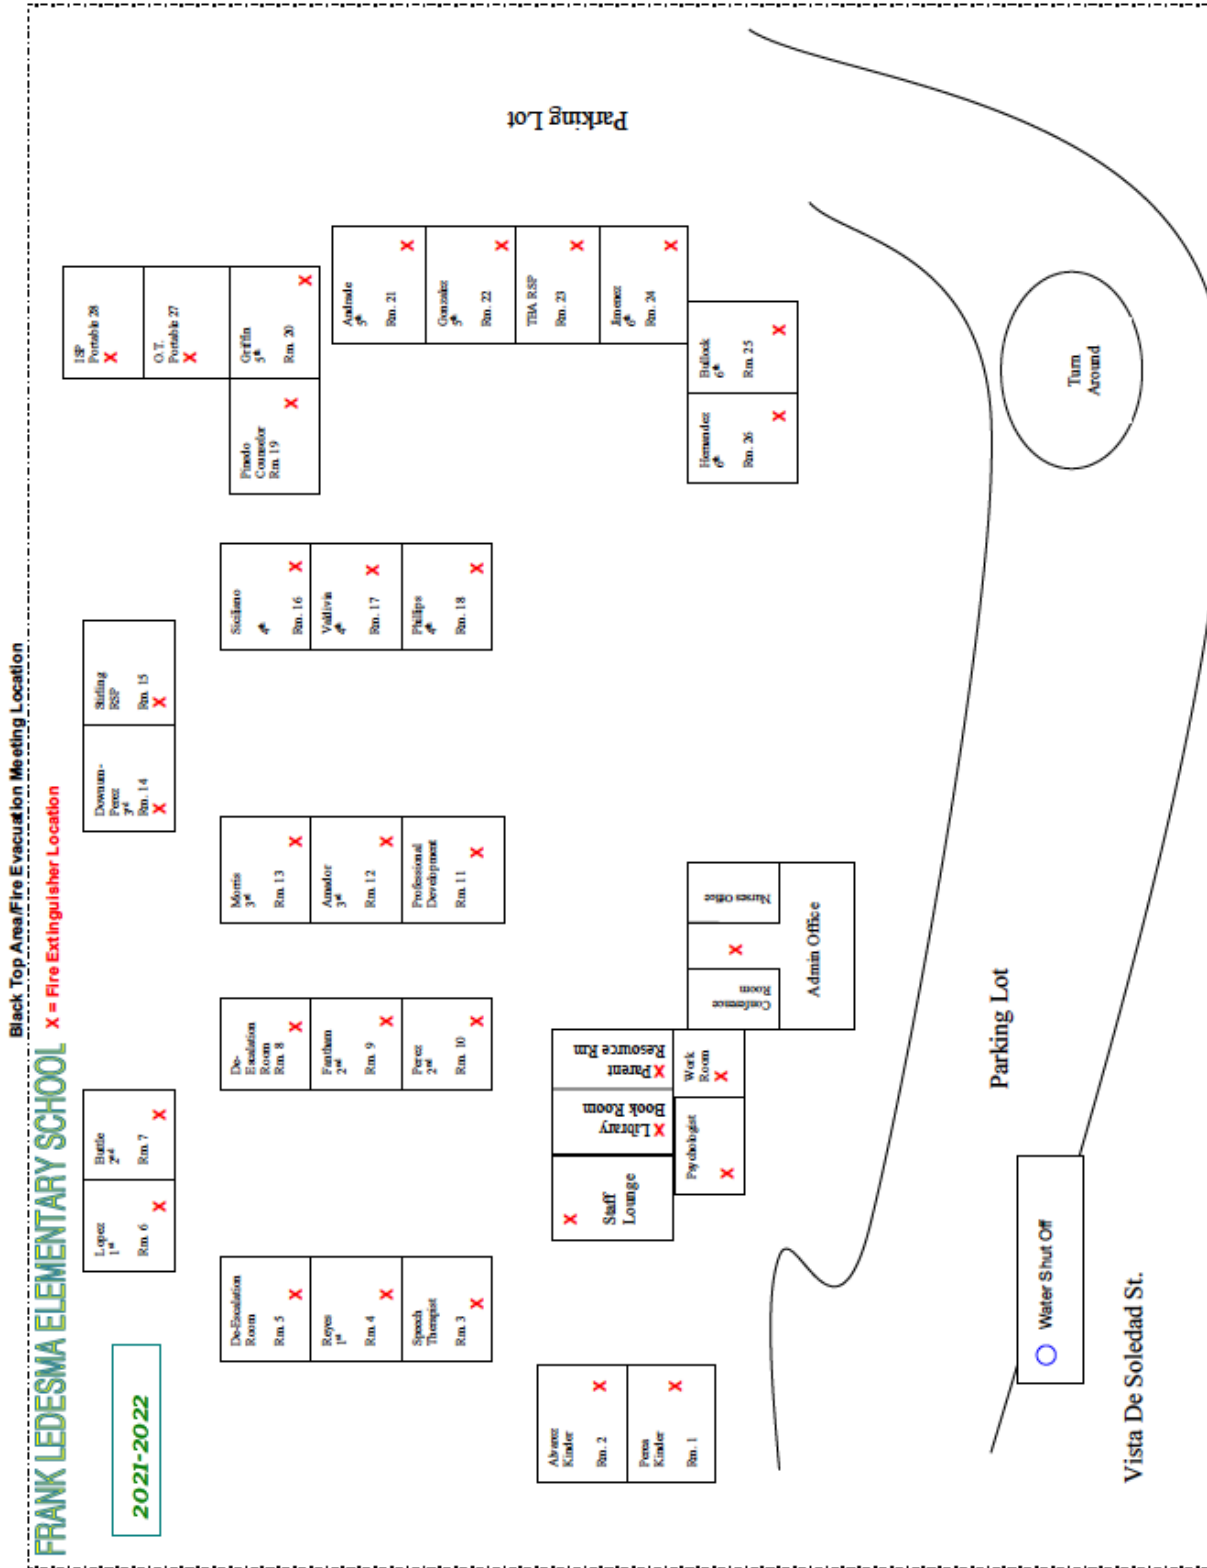 Black Top Area/Fire Evacuation Meeting Location
FRANK LEDESMA ELEMENTARY SCHOOL
X = Fire Extinguisher Location
2021-2022
Lopez
1st
Rm. 6
X
Buttle
2nd
Rm. 7
X
Downum-
Perez
3rd
Rm. 14
X
Stirling
RSP
Rm. 15
X
ISP
Portable 28
X
O.T.
Portable 27
X
Griffin
5th
Rm. 20
X
Pinedo
Counselor
Rm. 19
X
De-Escalation
Room
Rm. 5
X
Reyes
1st
Rm. 4
X
Speech
Therapist
Rm. 3
X
De-
Escalation
Room
Rm. 8
X
Fantham
2nd
Rm. 9
X
Perez
2nd
Rm. 10
X
Morris
3rd
Rm. 13
X
Amador
3rd
Rm. 12
X
Professional
Development
Rm. 11
X
Siciliano
4th
Rm. 16
X
Valdivia
4th
Rm. 17
X
Phillips
4th
Rm. 18
X
Andrade
5th
Rm. 21
X
Gonzalez
5th
Rm. 22
X
TBA RSP
Rm. 23
X
Jimenez
6th
Rm. 24
X
Hernandez
6th
Rm. 26
X
Bullock
6th
Rm. 25
X
Parking Lot
Alvarez
Kinder
Rm. 2
X
Perea
Kinder
Rm. 1
X
X
Staff
Lounge
XLibrary
Book Room
XParent
Resource Rm
Psychologist
X
Work
Room
X
Conference
Room
X
Nurses Office
Admin Office
Parking Lot
Turn
Around
Water Shut Off
Vista De Soledad St.